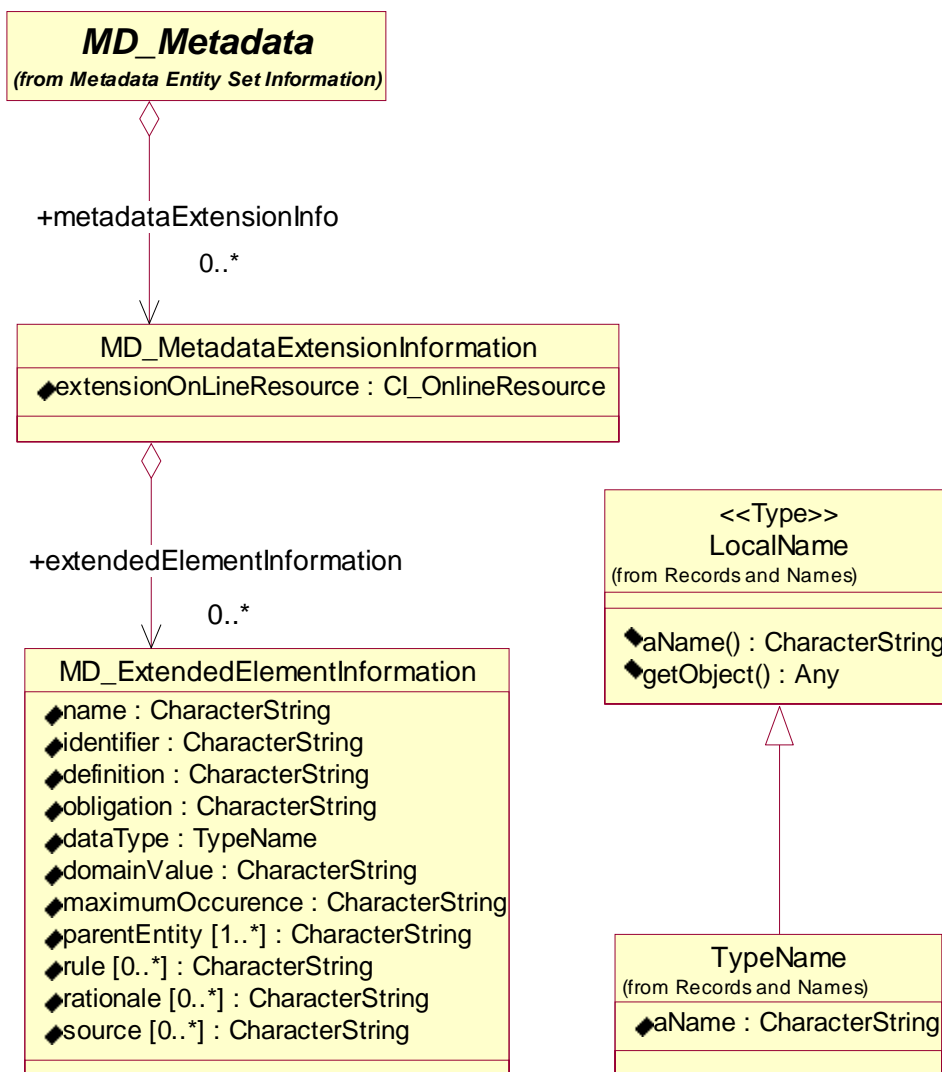 MD_Metadata
(from Metadata Entity Set Information)
+metadataExtensionInfo
0..*
MD_MetadataExtensionInformation
extensionOnLineResource : CI_OnlineResource
+extendedElementInformation
0..*
MD_ExtendedElementInformation
name : CharacterString
identifier : CharacterString
definition : CharacterString
obligation : CharacterString
dataType : TypeName
domainValue : CharacterString
maximumOccurence : CharacterString
parentEntity [1..*] : CharacterString
rule [0..*] : CharacterString
rationale [0..*] : CharacterString
source [0..*] : CharacterString
<<Type>>
LocalName
(from Records and Names)
aName() : CharacterString
getObject() : Any
TypeName
(from Records and Names)
aName : CharacterString